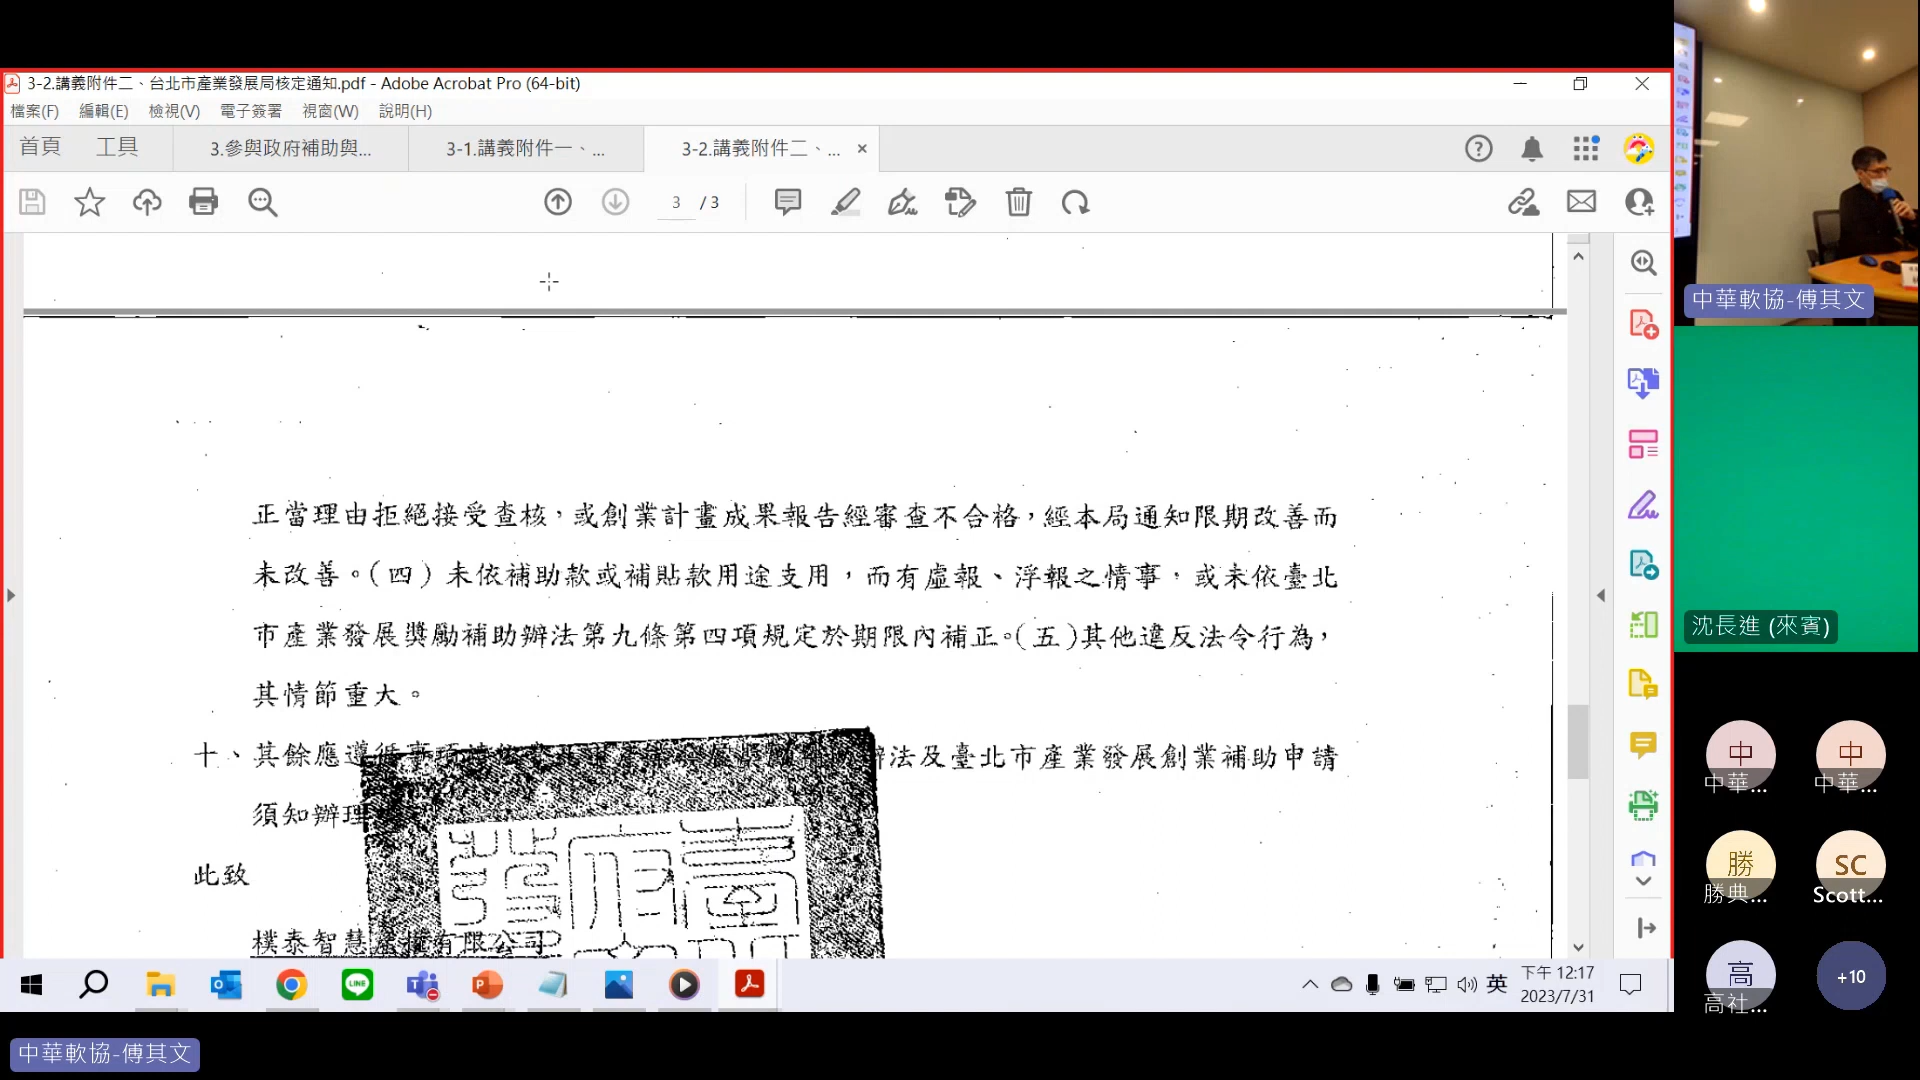 3-2.講義附件二、台北市產業發展局核定通知.pdf - Adobe Acrobat Pro (64-bit)
檔案(F) 編輯(E) 檢視(V) 電子簽署 視窗(W) 說明(H)
首頁 工具 3.參與政府補助與... 3-1.講義附件一、... 3-2.講義附件二、...
3 / 3
正當理由拒絕接受查核，或創業計畫成果報告經審查不合格，經本局通知限期改善而
未改善。(四) 未依補助款或補貼款用途支用，而有虛報、浮報之情事，或未依臺北
市產業發展獎勵補助辦法第九條第四項規定於期限內補正。(五)其他違反法令行為，
其情節重大。
十、其餘應遵循事項 辦法及臺北市產業發展創業補助申請
須知辦理
此致
樸泰智慧 有限公司
英
下午 12:17
2023/7/31
中華軟協-傅其文
沈長進 (來賓)
中 中
中華... 中華...
勝 SC
勝典... Scott...
高 +10
高社...
中華軟協-傅其文